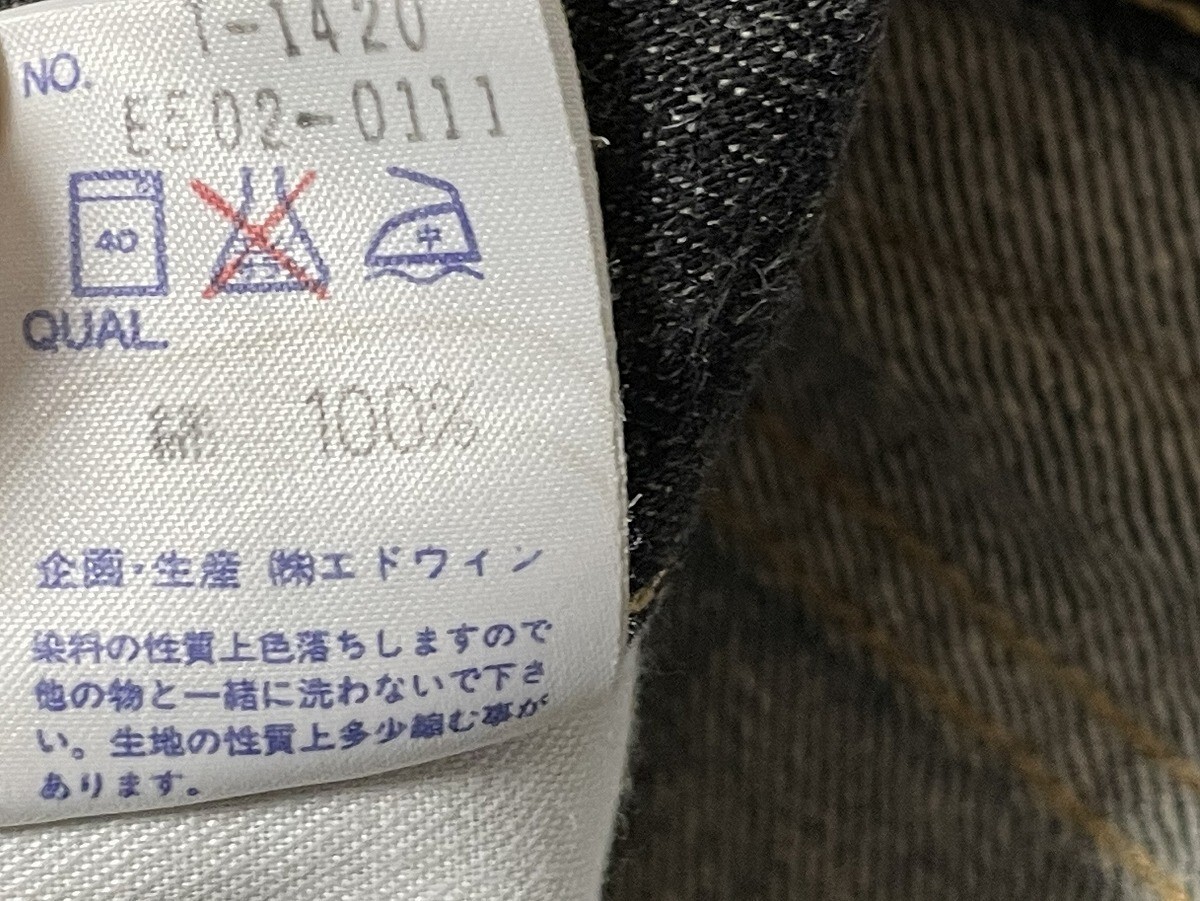 1-1420
NO.
E502-0111
40
中
QUAL.
綿 100%
企画・生産 ㈱エドウィン
染料の性質上色落ちしますので
他の物と一緒に洗わないで下さ
い。生地の性質上多少縮む事が
あります。